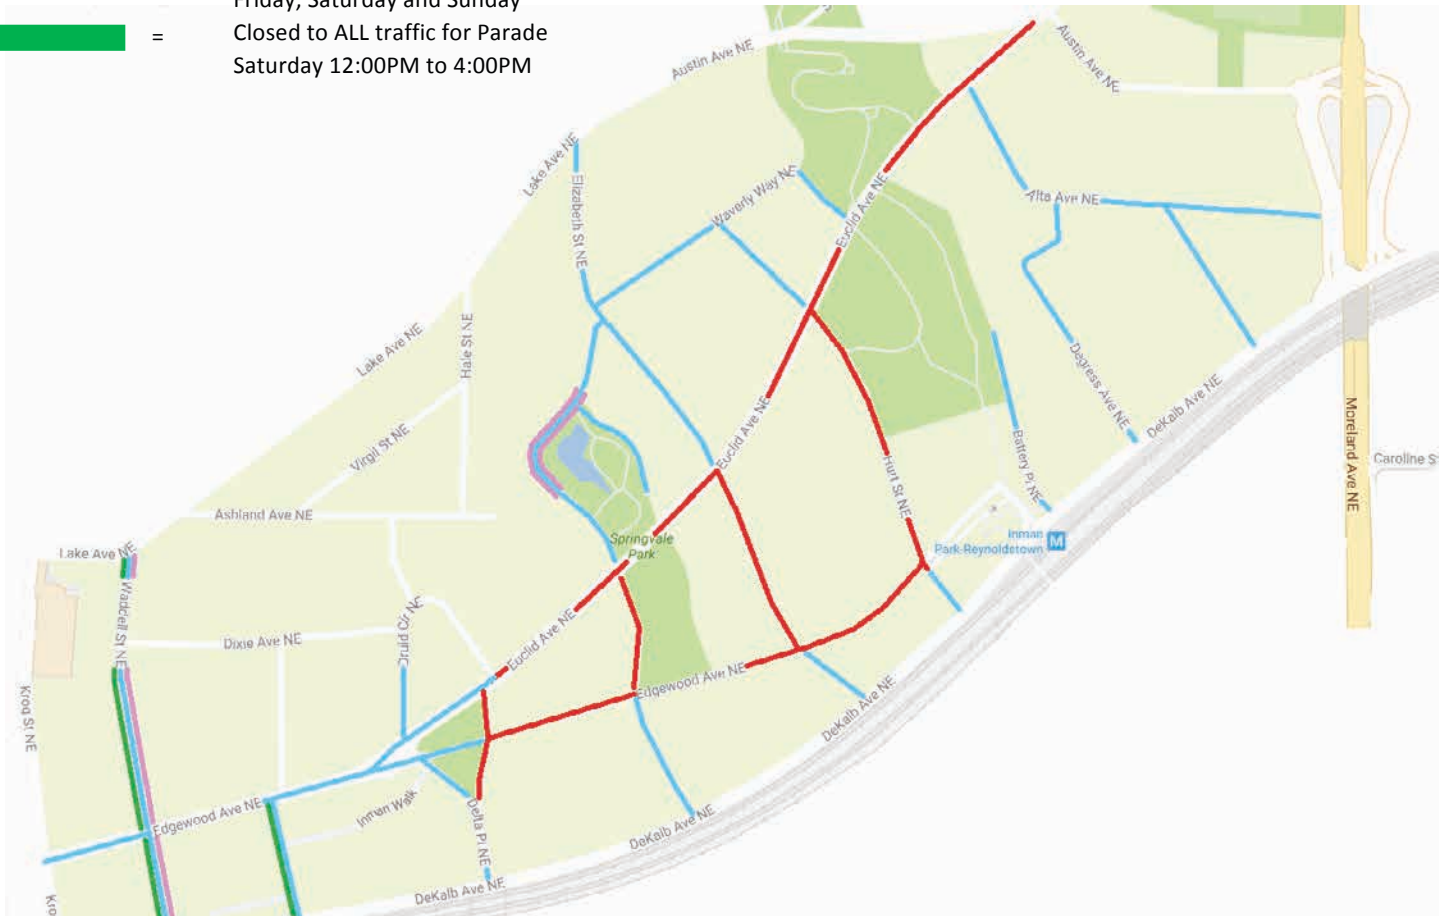 Friday, Saturday and Sunday
=
Closed to ALL traffic for Parade
Saturday 12:00PM to 4:00PM
Austin Ave NE
Austin Ave NE
Lake Ave NE
Elizabeth St NE
Waverly Way NE
Euclid Ave NE
Alta Ave NE
Lake Ave NE
Hale St NE
Degress Ave NE
DeKalb Ave NE
Moreland Ave NE
Caroline S
Virgil St NE
Euclid Ave NE
Hurt St NE
Battery Pl NE
Ashland Ave NE
Lake Ave NE
Springvale
Park
Inman
Park-Reynoldstown
M
Waddell St NE
Dixie Ave NE
Druid Cir NE
Euclid Ave NE
Edgewood Ave NE
DeKalb Ave NE
Krog St NE
Edgewood Ave NE
Inman Walk
Delta Pl NE
DeKalb Ave NE
DeKalb Ave NE
Kro